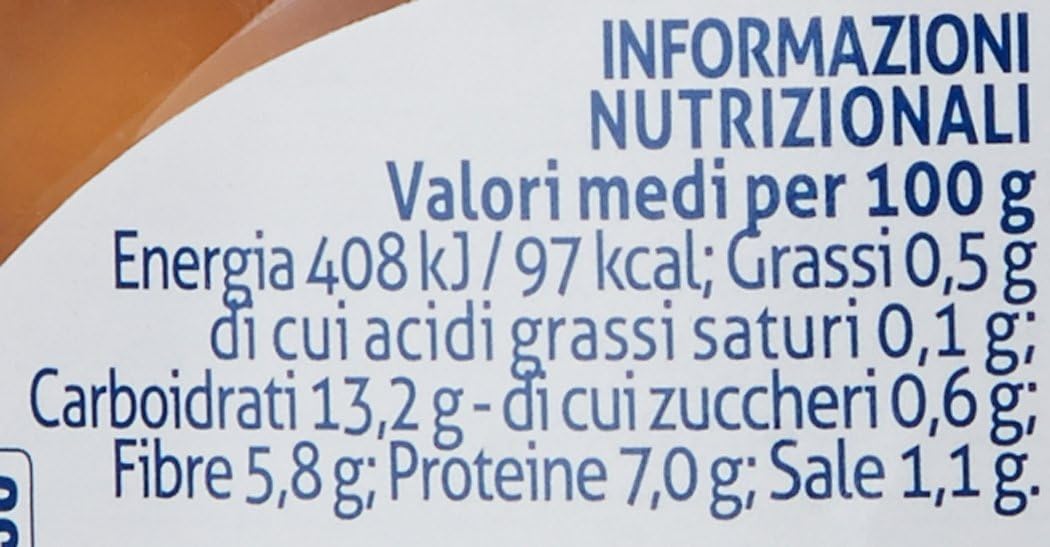 INFORMAZIONI
NUTRIZIONALI
Valori medi per 100 g
Energia 408 kJ / 97 kcal; Grassi 0,5 g
di cui acidi grassi saturi 0,1 g;
Carboidrati 13,2 g - di cui zuccheri 0,6 g;
Fibre 5,8 g; Proteine 7,0 g; Sale 1,1 g.